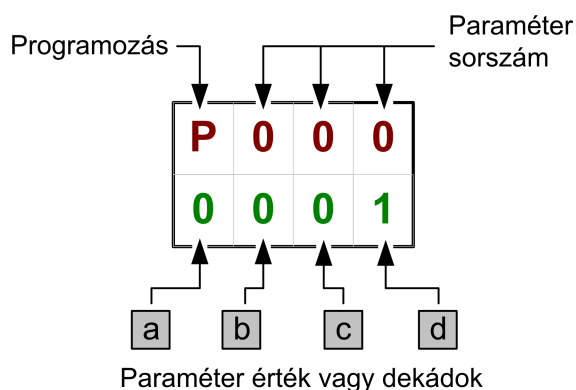 Programozás
Paraméter
sorszám
P 0 0 0
0 0 0 1
a b c d
Paraméter érték vagy dekádok